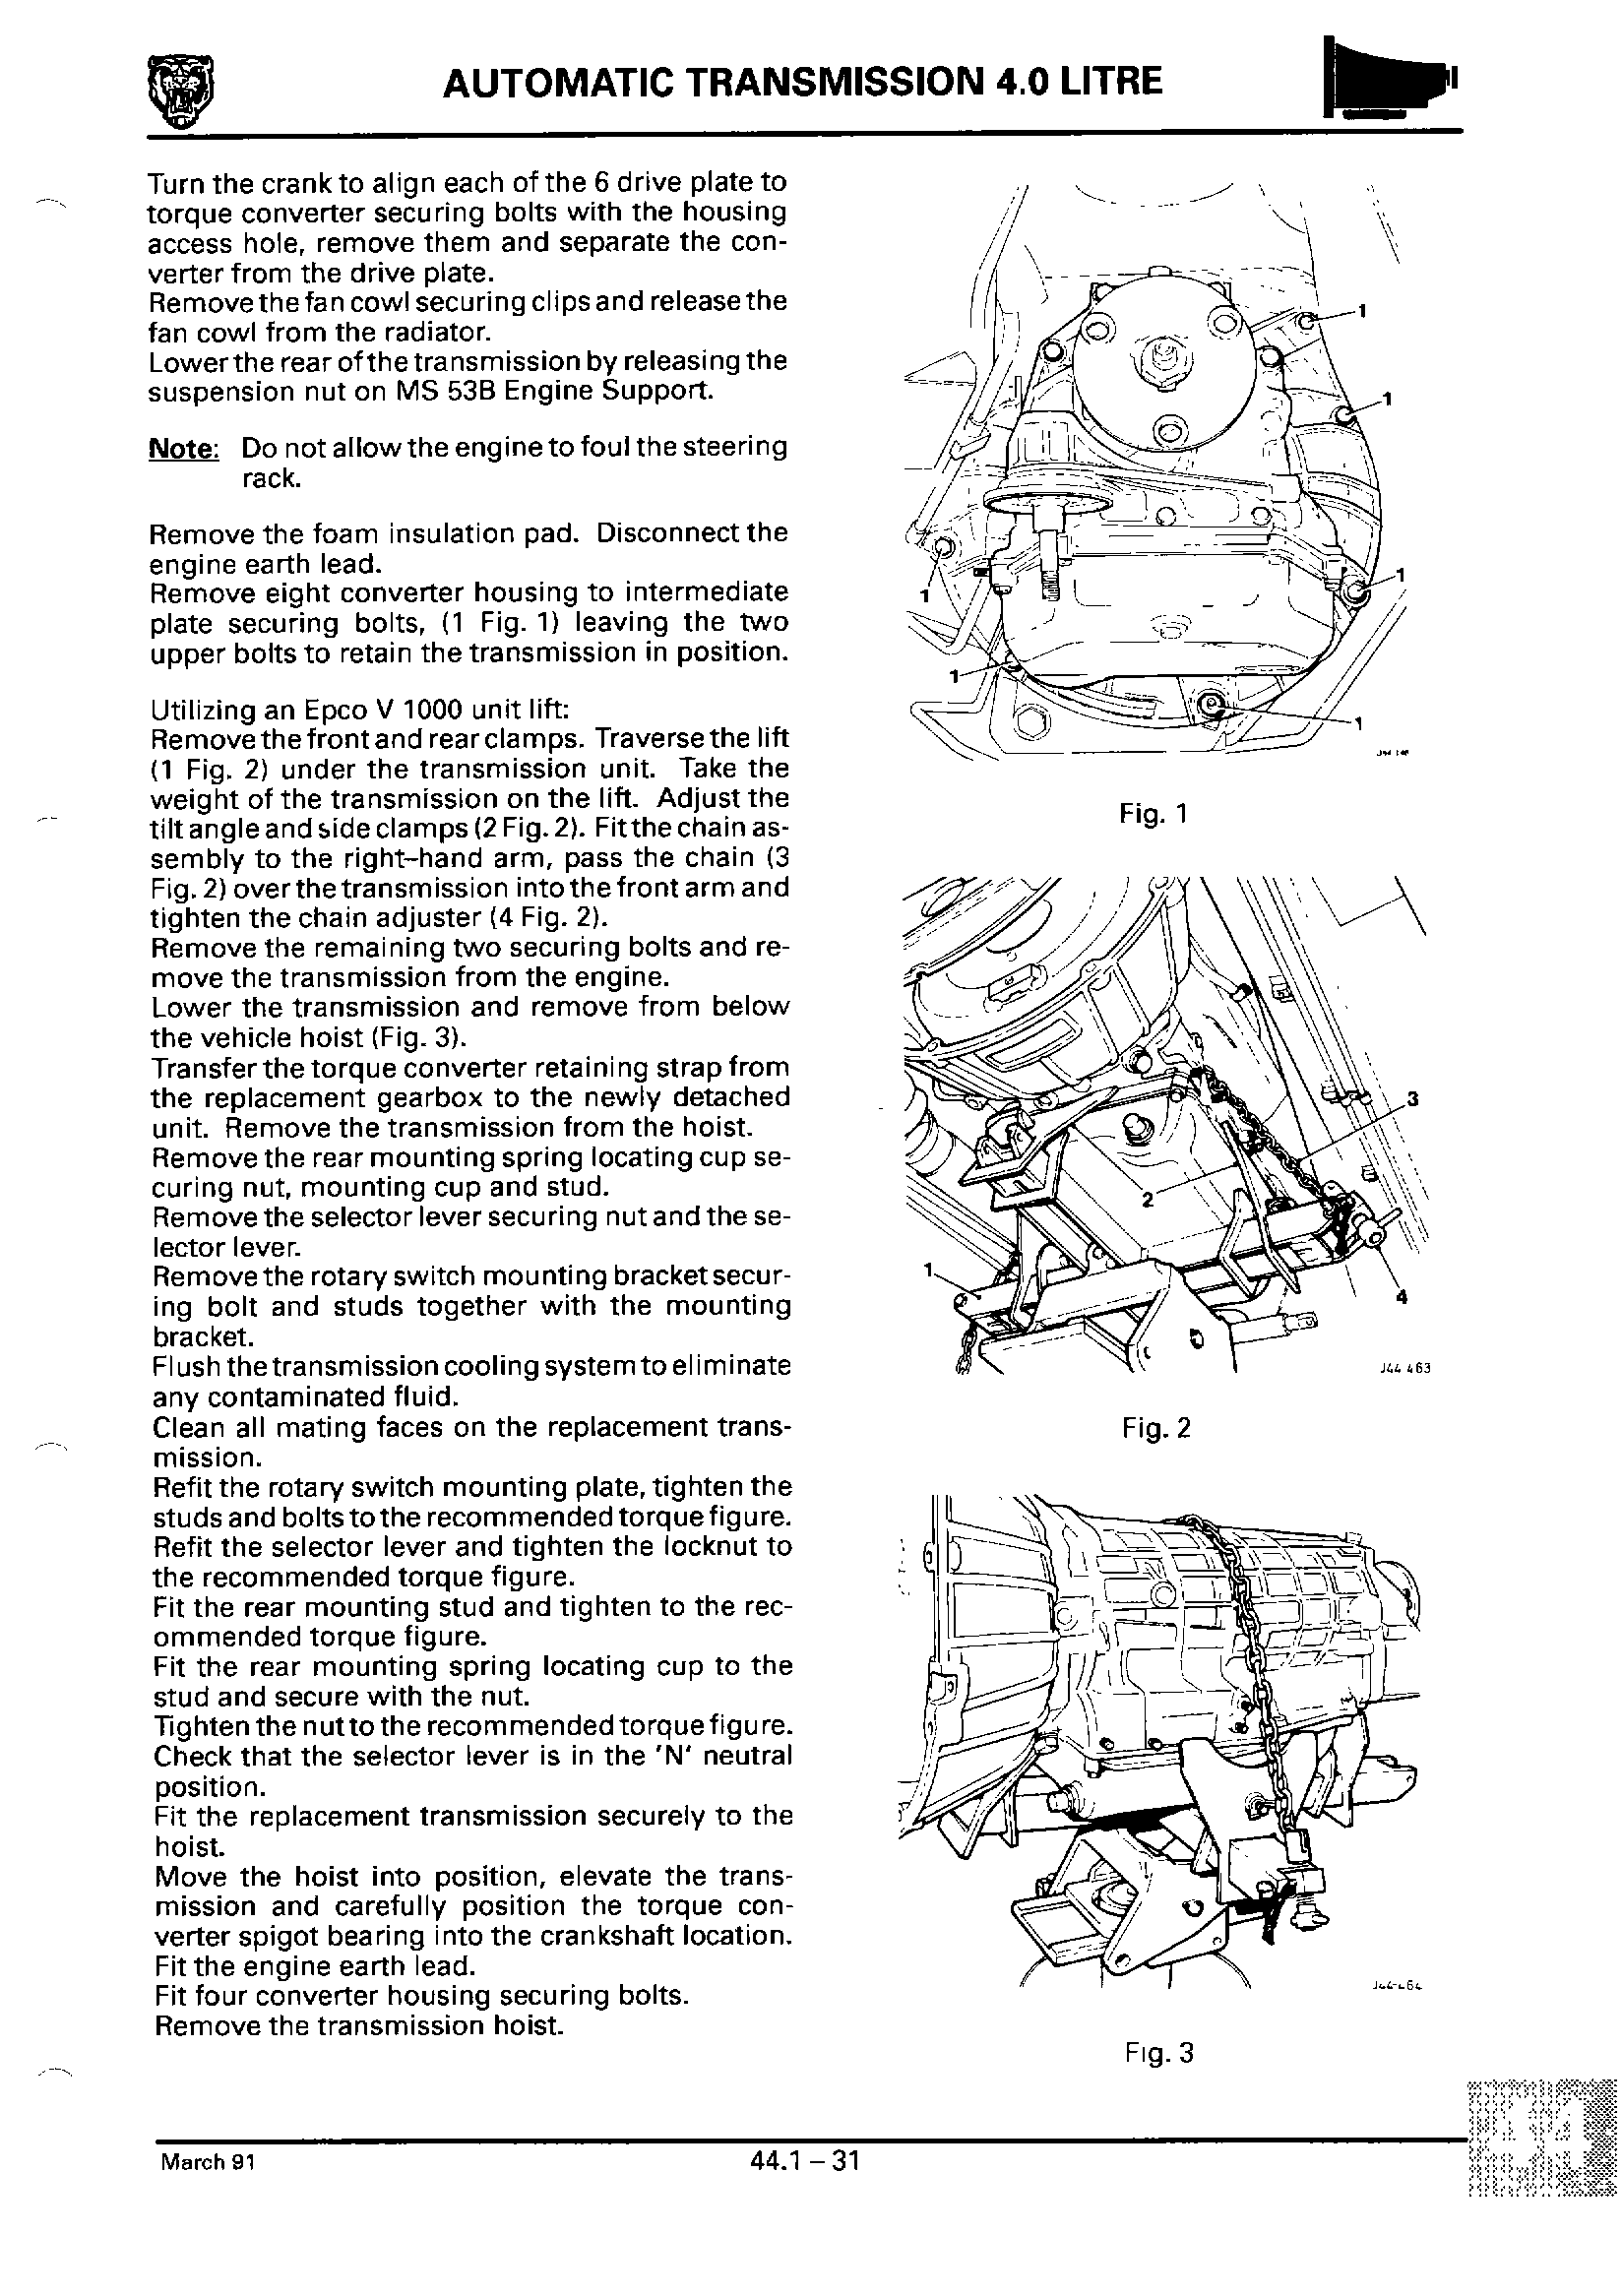 AUTOMATIC TRANSMISSION 4.0 LITRE
Turn the crank to align each of the 6 drive plate to
torque converter securing bolts with the housing
access hole, remove them and separate the con-
verter from the drive plate.
Remove the fan cowl securing clips and release the
fan cowl from the radiator.
Lower the rear of the transmission by releasing the
suspension nut on MS 53B Engine Support.
Note: Do not allow the engine to foul the steering
rack.
Remove the foam insulation pad. Disconnect the
engine earth lead.
Remove eight converter housing to intermediate
plate securing bolts, (1 Fig. 1) leaving the two
upper bolts to retain the transmission in position.
Utilizing an Epco V 1000 unit lift:
Remove the front and rear clamps. Traverse the lift
(1 Fig. 2) under the transmission unit. Take the
weight of the transmission on the lift. Adjust the
tilt angle and side clamps (2 Fig. 2). Fit the chain as-
sembly to the right-hand arm, pass the chain (3
Fig. 2) over the transmission into the front arm and
tighten the chain adjuster (4 Fig. 2).
Remove the remaining two securing bolts and re-
move the transmission from the engine.
Lower the transmission and remove from below
the vehicle hoist (Fig. 3).
Transfer the torque converter retaining strap from
the replacement gearbox to the newly detached
unit. Remove the transmission from the hoist.
Remove the rear mounting spring locating cup se-
curing nut, mounting cup and stud.
Remove the selector lever securing nut and the se-
lector lever.
Remove the rotary switch mounting bracket secur-
ing bolt and studs together with the mounting
bracket.
Flush the transmission cooling system to eliminate
any contaminated fluid.
Clean all mating faces on the replacement trans-
mission.
Refit the rotary switch mounting plate, tighten the
studs and bolts to the recommended torque figure.
Refit the selector lever and tighten the locknut to
the recommended torque figure.
Fit the rear mounting stud and tighten to the rec-
ommended torque figure.
Fit the rear mounting spring locating cup to the
stud and secure with the nut.
Tighten the nut to the recommended torque figure.
Check that the selector lever is in the 'N' neutral
position.
Fit the replacement transmission securely to the
hoist.
Move the hoist into position, elevate the trans-
mission and carefully position the torque con-
verter spigot bearing into the crankshaft location.
Fit the engine earth lead.
Fit four converter housing securing bolts.
Remove the transmission hoist.
1
1
1
1
1
1
Fig. 1
3
2
1
4
J44 463
Fig. 2
J44-464
Fig. 3
March 91
44.1 – 31
44